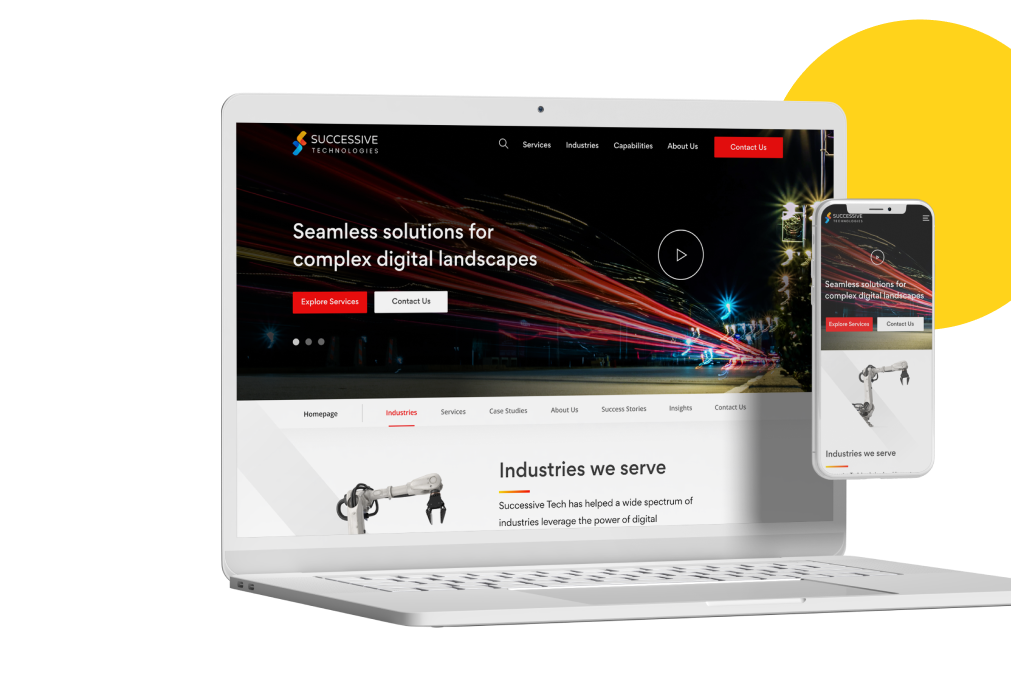 SUCCESSIVE
TECHNOLOGIES
Services Industries Capabilities About Us Contact Us
Seamless solutions for
complex digital landscapes
Explore Services Contact Us
Homepage Industries Services Case Studies About Us Success Stories Insights Contact Us
Industries we serve
Successive Tech has helped a wide spectrum of
industries leverage the power of digital
SUCCESSIVE
TECHNOLOGIES
Seamless solutions for
complex digital landscapes
Explore Services Contact Us
Industries we serve